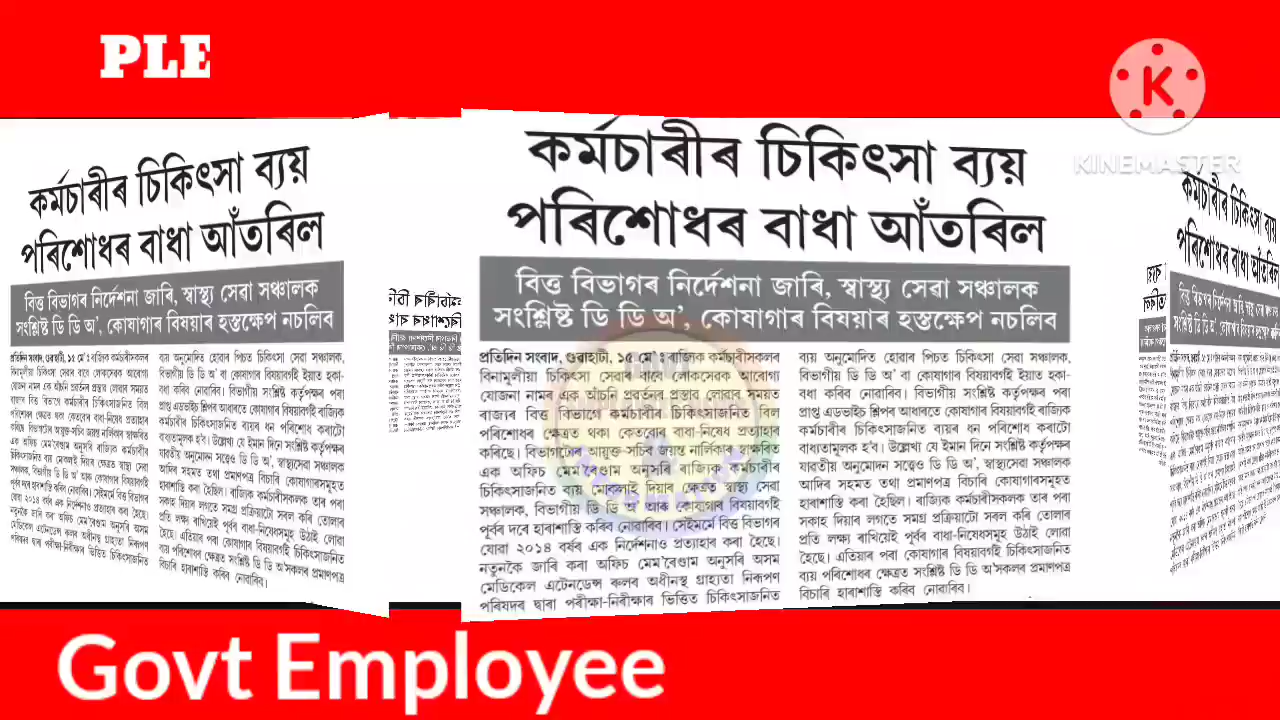 PLE
KINEMASTER
কৰ্মচাৰীৰ চিকিৎসা ব্যয়
পৰিশোধৰ বাধা আঁতৰিল
বিত্ত বিভাগৰ নিৰ্দেশনা জাৰি, স্বাস্থ্য সেৱা সঞ্চালক
সংশ্লিষ্ট ডি ডি অ’, কোষাগাৰ বিষয়াৰ হস্তক্ষেপ নচলিব
প্ৰতিদিন সংবাদ, গুৱাহাটী, ১৫ মে’ : ৰাজ্যিক কৰ্মচাৰীসকলৰ
বিনামূলীয়া চিকিৎসা সেৱাৰ বাবে লোকসেৱক আৰোগ্য
যোজনা নামৰ এক আঁচনি প্ৰৱৰ্তনৰ প্ৰস্তাৱ লোৱাৰ সময়ত
ৰাজ্যৰ বিত্ত বিভাগে কৰ্মচাৰীৰ চিকিৎসাজনিত বিল
পৰিশোধৰ ক্ষেত্ৰত থকা কেতবোৰ বাধা-নিষেধ প্ৰত্যাহাৰ
কৰিছে। বিভাগটোৰ আয়ুক্ত-সচিব জয়ন্ত নাৰ্লিকাৰৰ স্বাক্ষৰিত
এক অফিচ মেম’ৰেণ্ডাম অনুসৰি ৰাজ্যিক কৰ্মচাৰীৰ
চিকিৎসাজনিত ব্যয় মোকলাই দিয়াৰ ক্ষেত্ৰত স্বাস্থ্য সেৱা
সঞ্চালক, বিভাগীয় ডি ডি অ’ আৰু কোষাগাৰ বিষয়াবগই
পূৰ্বৰ দৰে হাৰাশাস্তি কৰিব নোৱাৰিব। সেইমৰ্মে বিত্ত বিভাগৰ
যোৱা ২০১৪ বৰ্ষৰ এক নিৰ্দেশনাও প্ৰত্যাহাৰ কৰা হৈছে।
নতুনকৈ জাৰি কৰা অফিচ মেম’ৰেণ্ডাম অনুসৰি অসম
মেডিকেল এটেনডেন্স ৰুলৰ অধীনস্থ গ্ৰাহ্যতা নিৰূপণ
পৰিষদৰ দ্বাৰা পৰীক্ষা-নিৰীক্ষাৰ ভিত্তিত চিকিৎসাজনিত
ব্যয় অনুমোদিত হোৱাৰ পিচত চিকিৎসা সেৱা সঞ্চালক,
বিভাগীয় ডি ডি অ’ বা কোষাগাৰ বিষয়াবগই ইয়াত হকা-
বধা কৰিব নোৱাৰিব। বিভাগীয় সংশ্লিষ্ট কৰ্তৃপক্ষৰ পৰা
প্ৰাপ্ত এডভাইচ শ্লিপৰ আধাৰতে কোষাগাৰ বিষয়াবগই ৰাজ্যিক
কৰ্মচাৰীৰ চিকিৎসাজনিত ব্যয়ৰ ধন পৰিশোধ কৰাটো
বাধ্যতামূলক হ’ব। উল্লেখ্য যে ইমান দিনে সংশ্লিষ্ট কৰ্তৃপক্ষৰ
যাৱতীয় অনুমোদন সত্ত্বেও ডি ডি অ’, স্বাস্থ্যসেৱা সঞ্চালক
আদিৰ সহমত তথা প্ৰমাণপত্ৰ বিচাৰি কোষাগাৰসমূহত
হাৰাশাস্তি কৰা হৈছিল। ৰাজ্যিক কৰ্মচাৰীসকলক তাৰ পৰা
সকাহ দিয়াৰ লগতে সমগ্ৰ প্ৰক্ৰিয়াটো সৰল কৰি তোলাৰ
প্ৰতি লক্ষ্য ৰাখিয়েই পূৰ্বৰ বাধা-নিষেধসমূহ উঠাই লোৱা
হৈছে। এতিয়াৰ পৰা কোষাগাৰ বিষয়াবগই চিকিৎসাজনিত
ব্যয় পৰিশোধৰ ক্ষেত্ৰত সংশ্লিষ্ট ডি ডি অ’সকলৰ প্ৰমাণপত্ৰ
বিচাৰি হাৰাশাস্তি কৰিব নোৱাৰিব।
Govt Employee